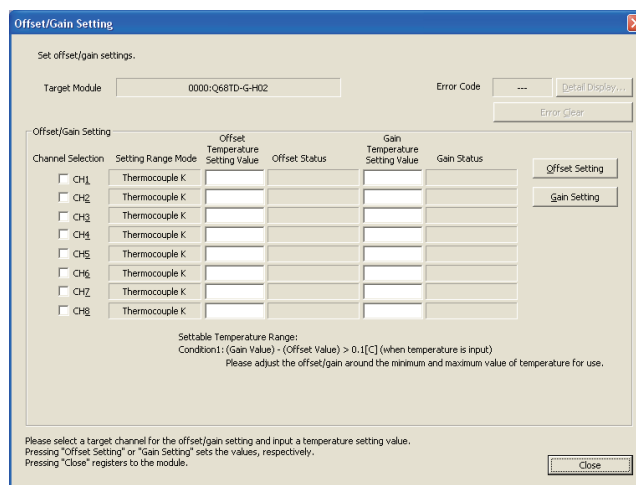 Offset/Gain Setting
Set offset/gain settings.
Target Module 0000:Q68TD-G-H02 Error Code --- Detail Display...
Error Clear
Offset/Gain Setting
Channel Selection Setting Range Mode Offset Temperature Setting Value Offset Status Gain Temperature Setting Value Gain Status
CH1 Thermocouple K Offset Setting
CH2 Thermocouple K Gain Setting
CH3 Thermocouple K
CH4 Thermocouple K
CH5 Thermocouple K
CH6 Thermocouple K
CH7 Thermocouple K
CH8 Thermocouple K
Settable Temperature Range:
Condition1: (Gain Value) - (Offset Value) > 0.1[C] (when temperature is input)
Please adjust the offset/gain around the minimum and maximum value of temperature for use.
Please select a target channel for the offset/gain setting and input a temperature setting value.
Pressing "Offset Setting" or "Gain Setting" sets the values, respectively.
Pressing "Close" registers to the module.
Close